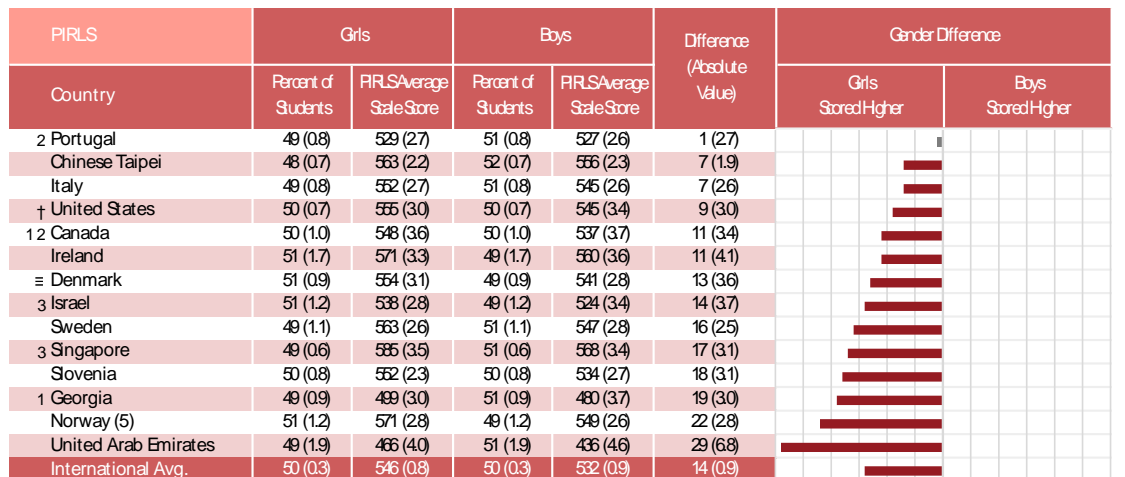 PIRLS Girls Boys Difference (Absolute Value) Gender Difference
Country Percent of Students PIRLS Average Scale Score Percent of Students PIRLS Average Scale Score Girls Scored Higher Boys Scored Higher
2 Portugal 49 (0.8) 529 (2.7) 51 (0.8) 527 (2.6) 1 (2.7)
Chinese Taipei 48 (0.7) 563 (2.2) 52 (0.7) 556 (2.3) 7 (1.9)
Italy 49 (0.8) 552 (2.7) 51 (0.8) 545 (2.6) 7 (2.6)
† United States 50 (0.7) 555 (3.0) 50 (0.7) 545 (3.4) 9 (3.0)
1 2 Canada 50 (1.0) 548 (3.6) 50 (1.0) 537 (3.7) 11 (3.4)
Ireland 51 (1.7) 571 (3.3) 49 (1.7) 560 (3.6) 11 (4.1)
≡ Denmark 51 (0.9) 554 (3.1) 49 (0.9) 541 (2.8) 13 (3.6)
3 Israel 51 (1.2) 538 (2.8) 49 (1.2) 524 (3.4) 14 (3.7)
Sweden 49 (1.1) 563 (2.6) 51 (1.1) 547 (2.8) 16 (2.5)
3 Singapore 49 (0.6) 585 (3.5) 51 (0.6) 568 (3.4) 17 (3.1)
Slovenia 50 (0.8) 552 (2.3) 50 (0.8) 534 (2.7) 18 (3.1)
1 Georgia 49 (0.9) 499 (3.0) 51 (0.9) 480 (3.7) 19 (3.0)
Norway (5) 51 (1.2) 571 (2.8) 49 (1.2) 549 (2.6) 22 (2.8)
United Arab Emirates 49 (1.9) 466 (4.0) 51 (1.9) 436 (4.6) 29 (6.8)
International Avg. 50 (0.3) 546 (0.8) 50 (0.3) 532 (0.9) 14 (0.9)